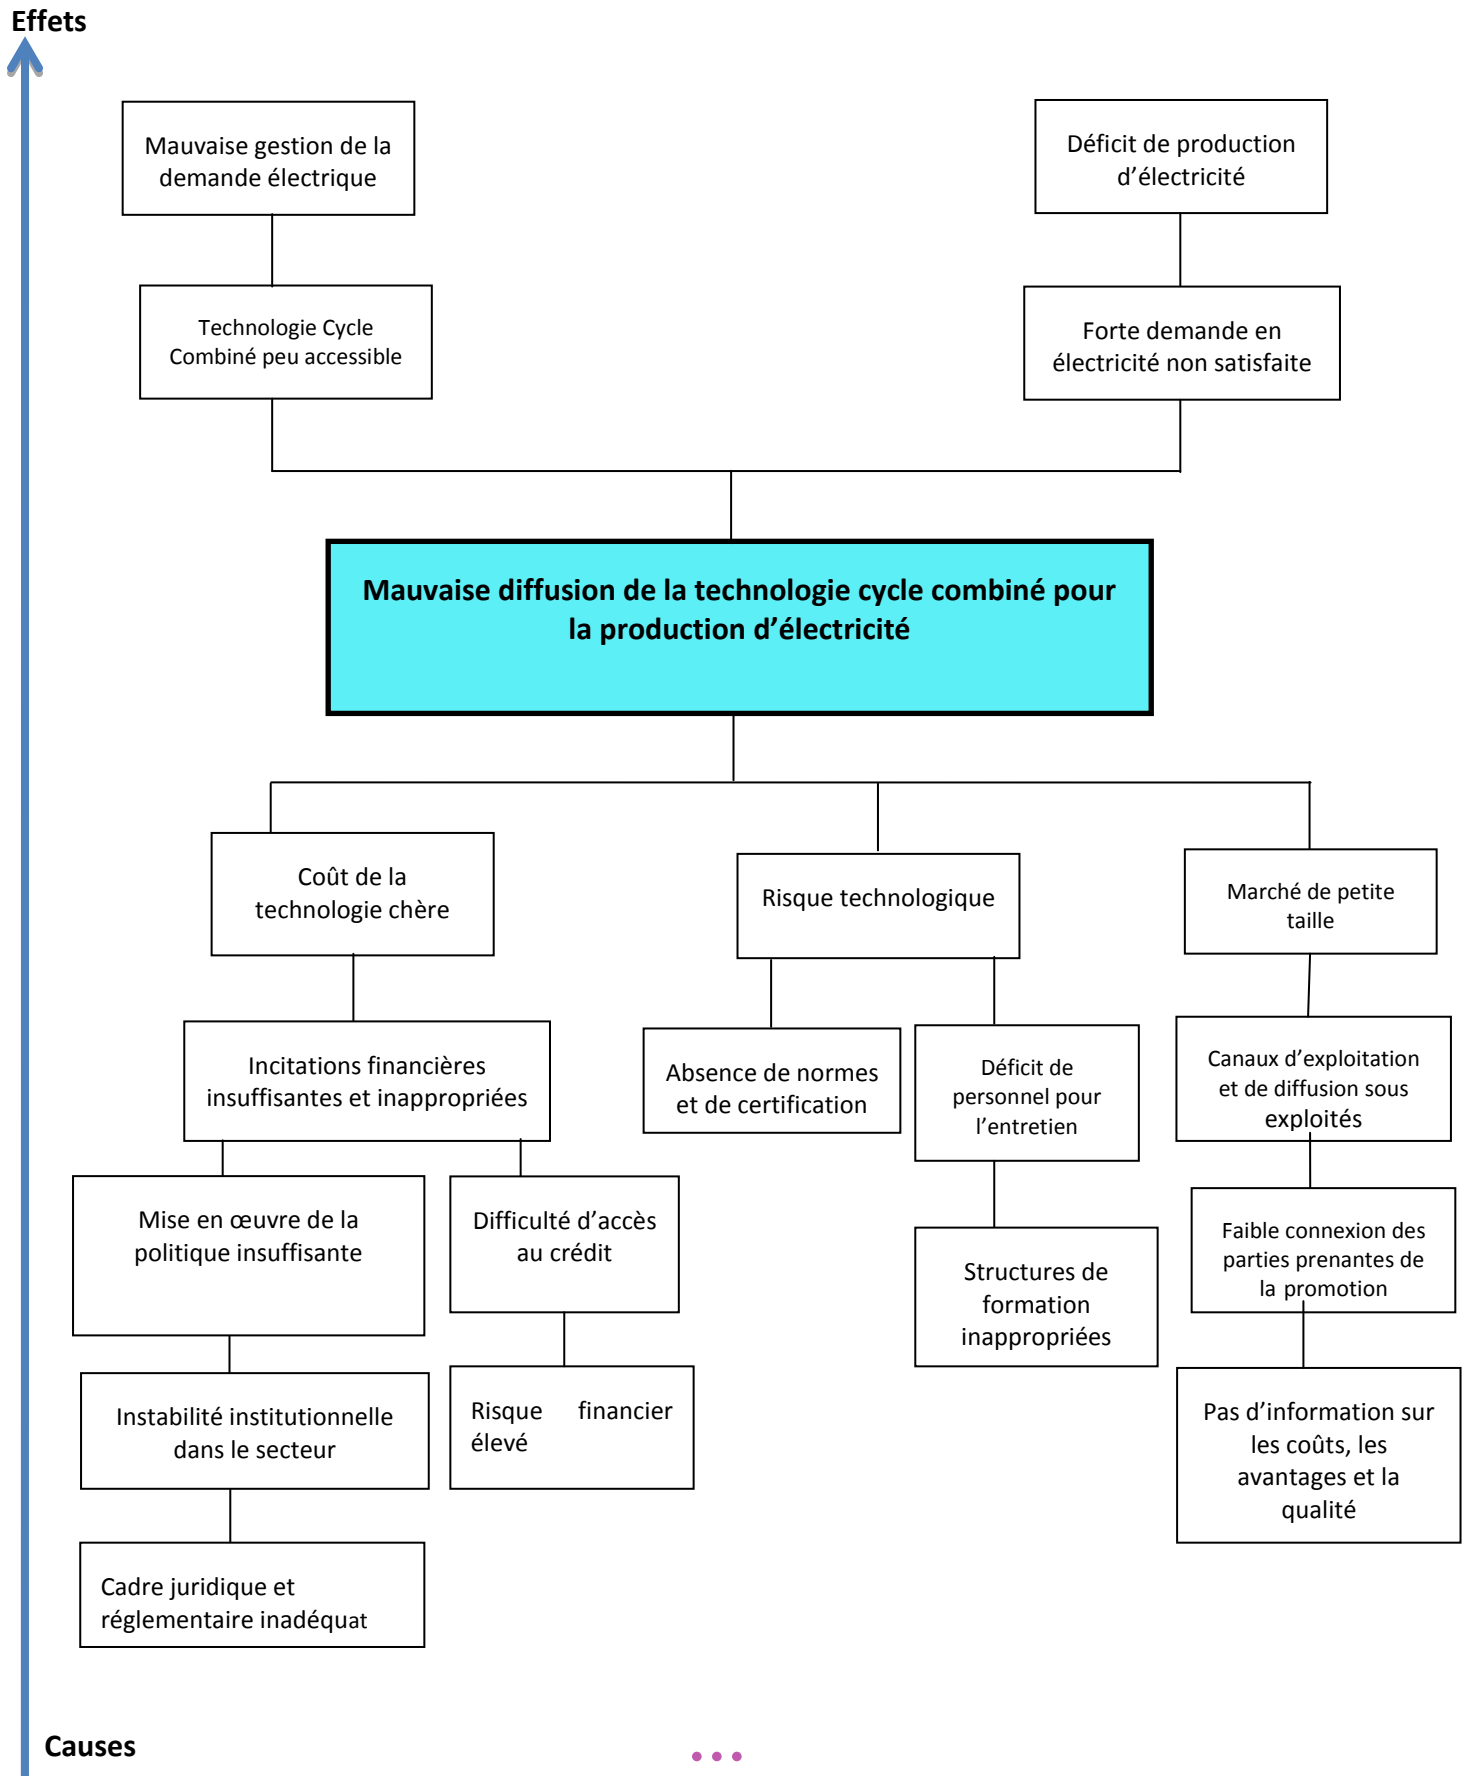 Effets
Mauvaise gestion de la
demande électrique
Déficit de production
d’électricité
Technologie Cycle
Combiné peu accessible
Forte demande en
électricité non satisfaite
Mauvaise diffusion de la technologie cycle combiné pour
la production d’électricité
Coût de la
technologie chère
Risque technologique
Marché de petite
taille
Incitations financières
insuffisantes et inappropriées
Absence de normes
et de certification
Déficit de
personnel pour
l’entretien
Canaux d’exploitation
et de diffusion sous
exploités
Mise en œuvre de la
politique insuffisante
Difficulté d’accès
au crédit
Structures de
formation
inappropriées
Faible connexion des
parties prenantes de
la promotion
Instabilité institutionnelle
dans le secteur
Risque financier
élevé
Pas d’information sur
les coûts, les
avantages et la
qualité
Cadre juridique et
réglementaire inadéquat
Causes
...